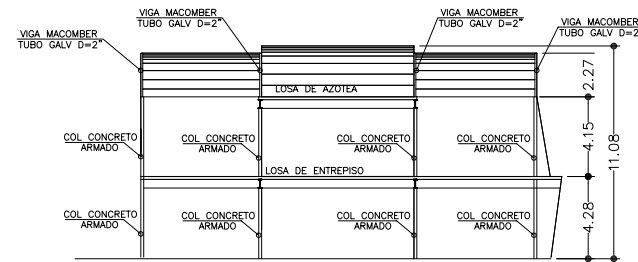 VIGA MACOMBER
TUBO GALV D=2"
VIGA MACOMBER
TUBO GALV D=2"
VIGA MACOMBER
TUBO GALV D=2"
VIGA MACOMBER
TUBO GALV D=2
LOSA DE AZOTEA
2.27
COL CONCRETO
ARMADO
COL CONCRETO
ARMADO
COL CONCRETO
ARMADO
COL CONCRETO
ARMADO
4.15
11.08
LOSA DE ENTREPISO
COL CONCRETO
ARMADO
COL CONCRETO
ARMADO
COL CONCRETO
ARMADO
COL CONCRETO
ARMADO
4.28